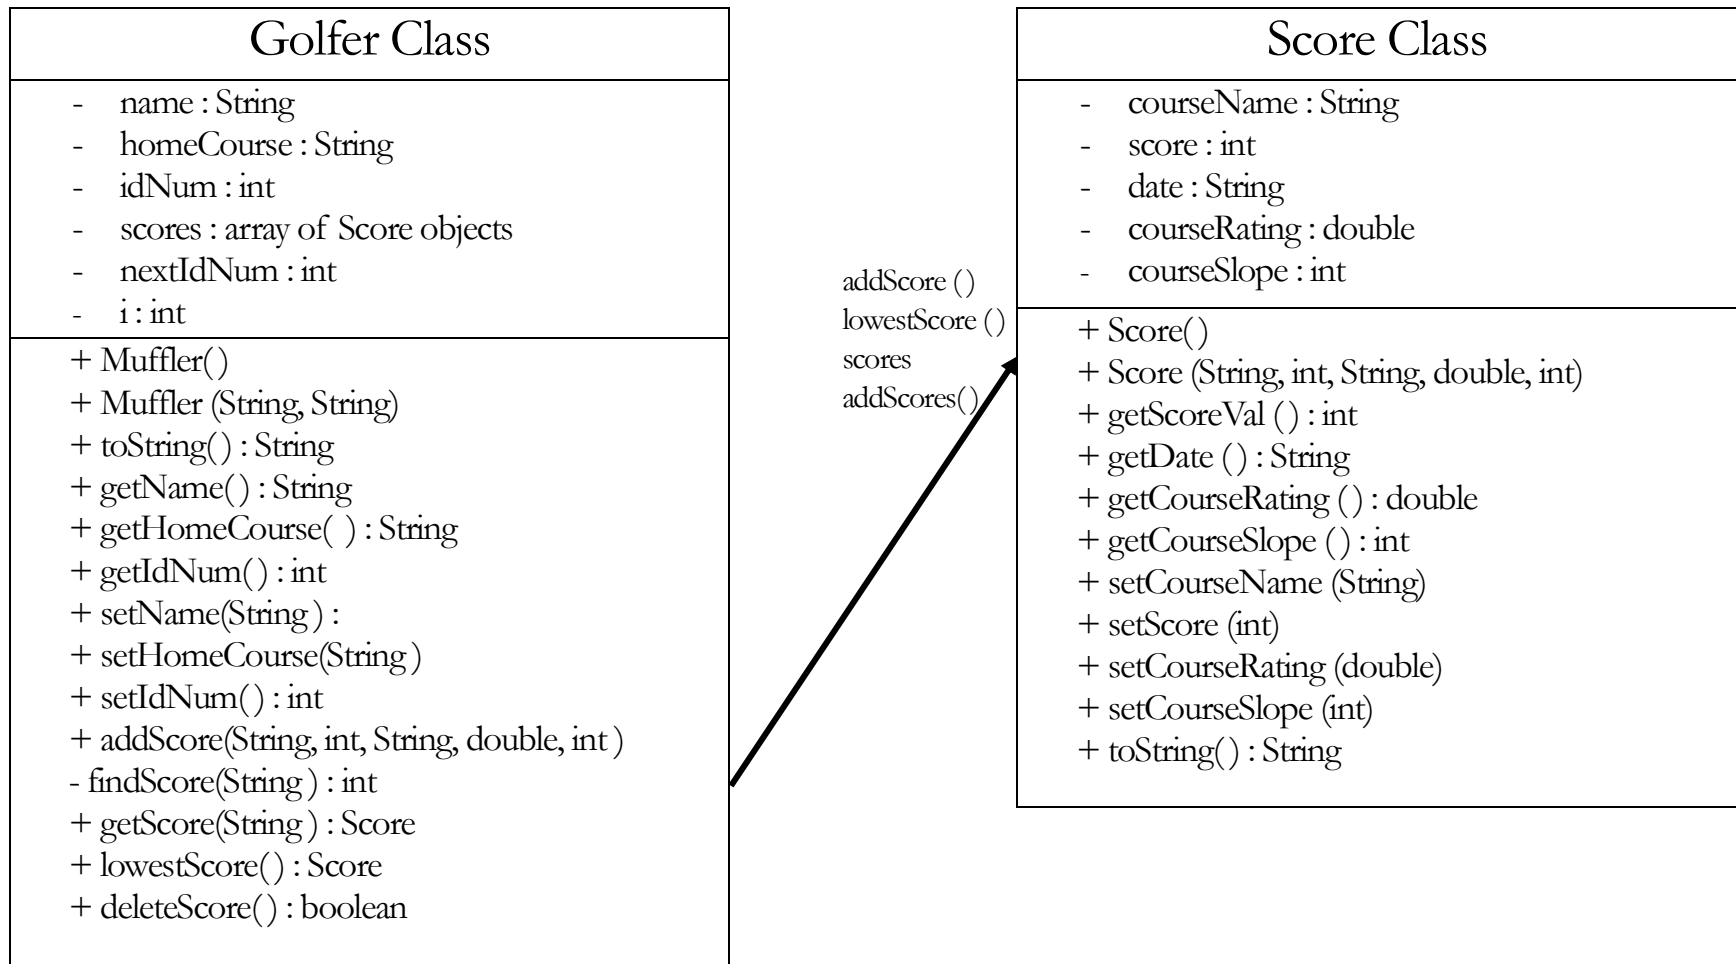 Golfer Class
- name : String
- homeCourse : String
- idNum : int
- scores : array of Score objects
- nextIdNum : int
- i : int
+ Muffler()
+ Muffler (String, String)
+ toString() : String
+ getName() : String
+ getHomeCourse( ) : String
+ getIdNum() : int
+ setName(String) :
+ setHomeCourse(String)
+ setIdNum() : int
+ addScore(String, int, String, double, int )
- findScore(String) : int
+ getScore(String) : Score
+ lowestScore() : Score
+ deleteScore() : boolean
addScore ()
lowestScore ()
scores
addScores()
Score Class
- courseName : String
- score : int
- date : String
- courseRating : double
- courseSlope : int
+ Score()
+ Score (String, int, String, double, int)
+ getScoreVal () : int
+ getDate () : String
+ getCourseRating () : double
+ getCourseSlope () : int
+ setCourseName (String)
+ setScore (int)
+ setCourseRating (double)
+ setCourseSlope (int)
+ toString() : String